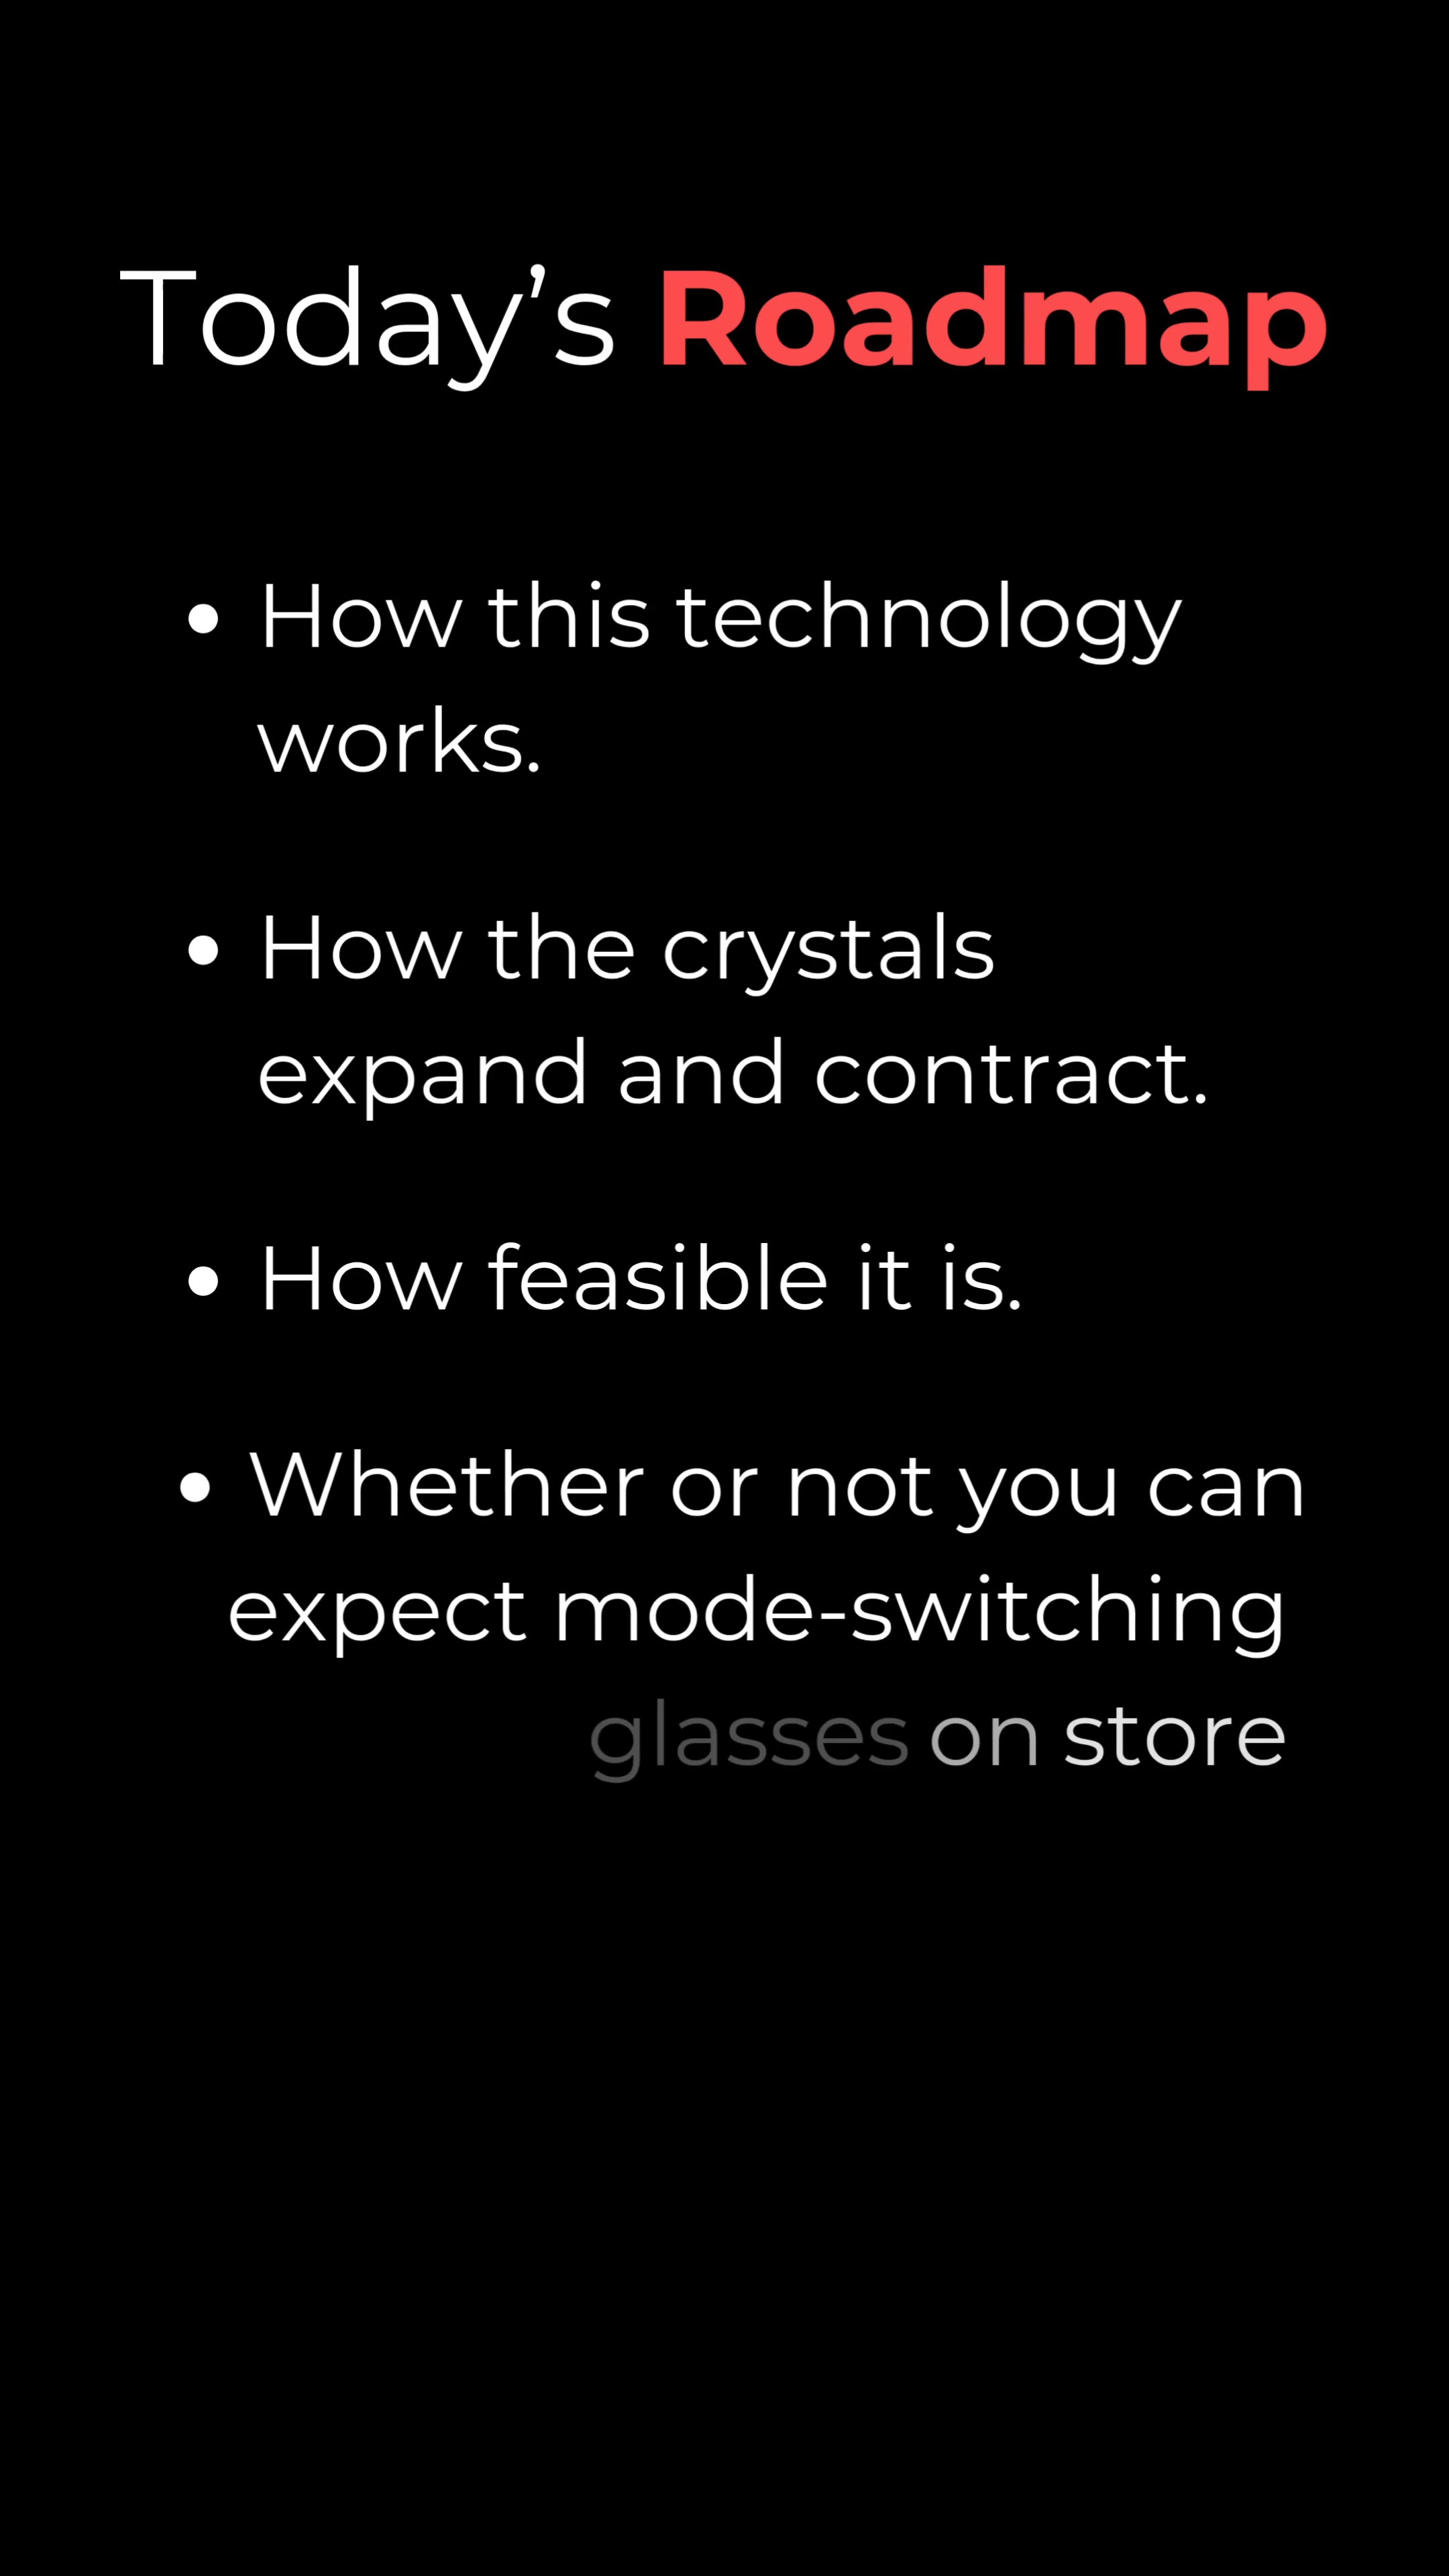 Today’s Roadmap
• How this technology
works.
• How the crystals
expand and contract.
• How feasible it is.
• Whether or not you can
expect mode-switching
glasses on store